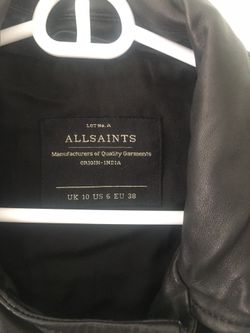 LOT No. A
ALLSAINTS
Manufacturers of Quality Garments
ORIGIN-INDIA
UK 10 US 6 EU 38